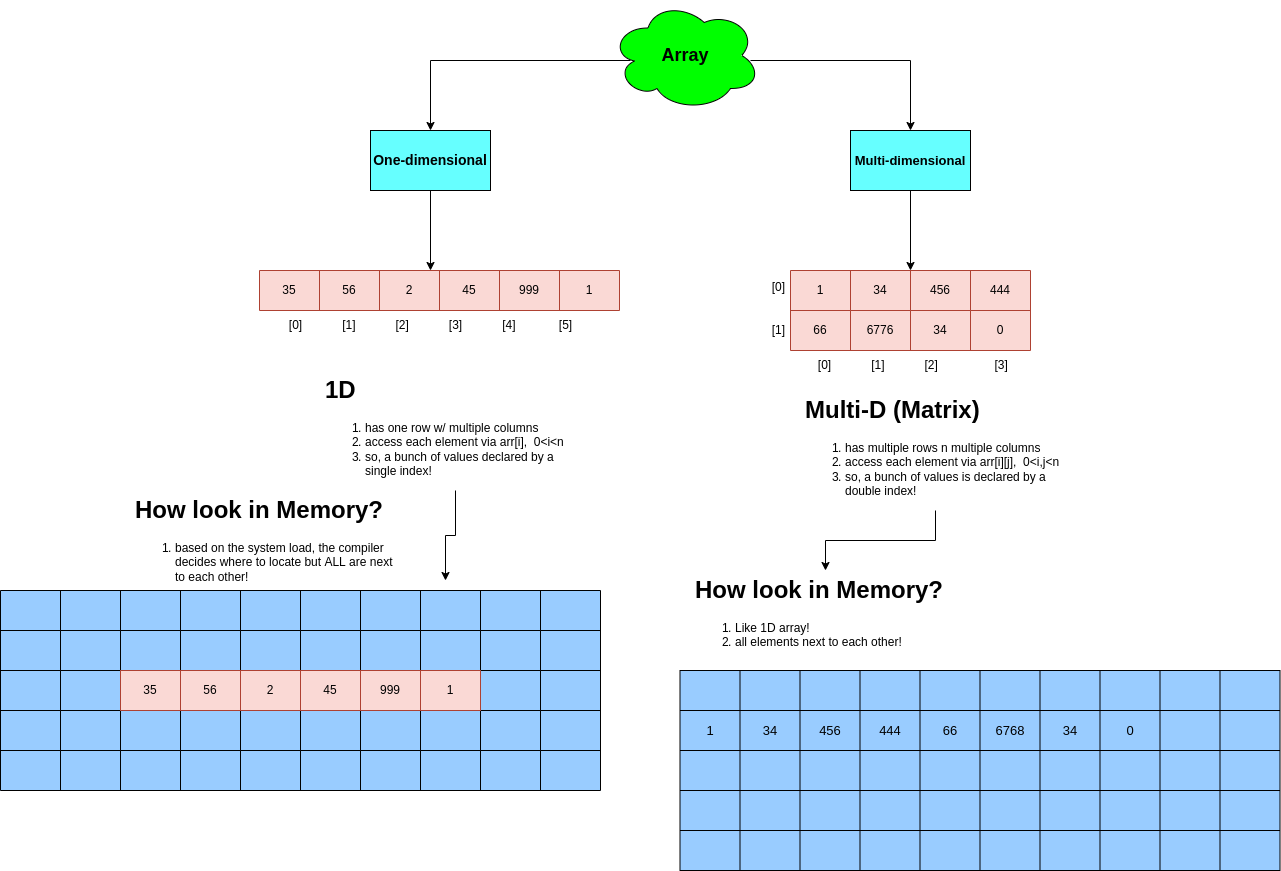 Array
One-dimensional
Multi-dimensional
35 56 2 45 999 1
[0] [1] [2] [3] [4] [5]
[0] 1 34 456 444
[1] 66 6776 34 0
[0] [1] [2] [3]
1D
1. has one row w/ multiple columns
2. access each element via arr[i],  0<i<n
3. so, a bunch of values declared by a
single index!
Multi-D (Matrix)
1. has multiple rows n multiple columns
2. access each element via arr[i][j],  0<i,j<n
3. so, a bunch of values is declared by a
double index!
How look in Memory?
1. based on the system load, the compiler
decides where to locate but ALL are next
to each other!
35 56 2 45 999 1
How look in Memory?
1. Like 1D array!
2. all elements next to each other!
1 34 456 444 66 6768 34 0